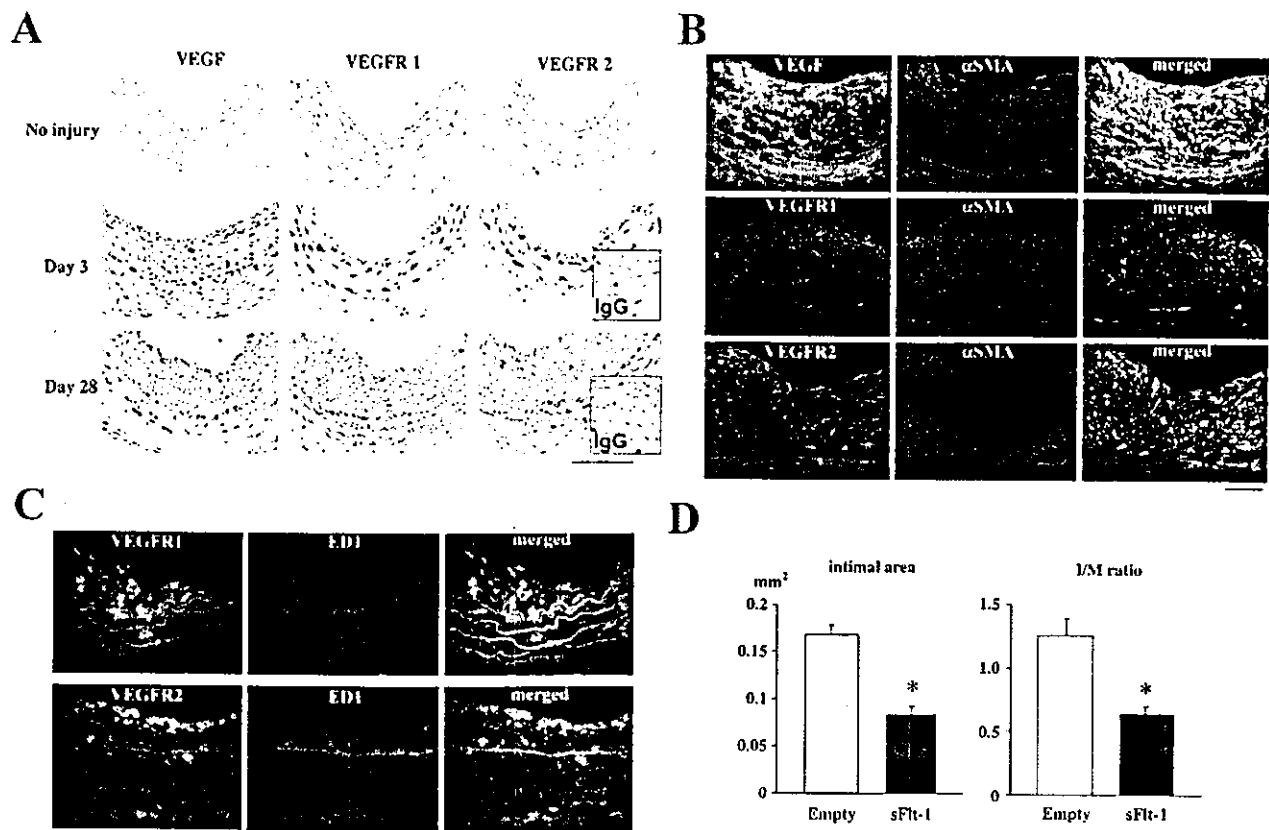 A
VEGF VEGFR 1 VEGFR 2
No injury
Day 3
IgG
Day 28
IgG
B
VEGF αSMA merged
VEGFR1 αSMA merged
VEGFR2 αSMA merged
C
VEGFR1 ED1 merged
VEGFR2 ED1 merged
D
intimal area
mm²
0.2
0.15
0.1
0.05
0
*
Empty sFlt-1
I/M ratio
1.5
1.0
0.5
0
*
Empty sFlt-1